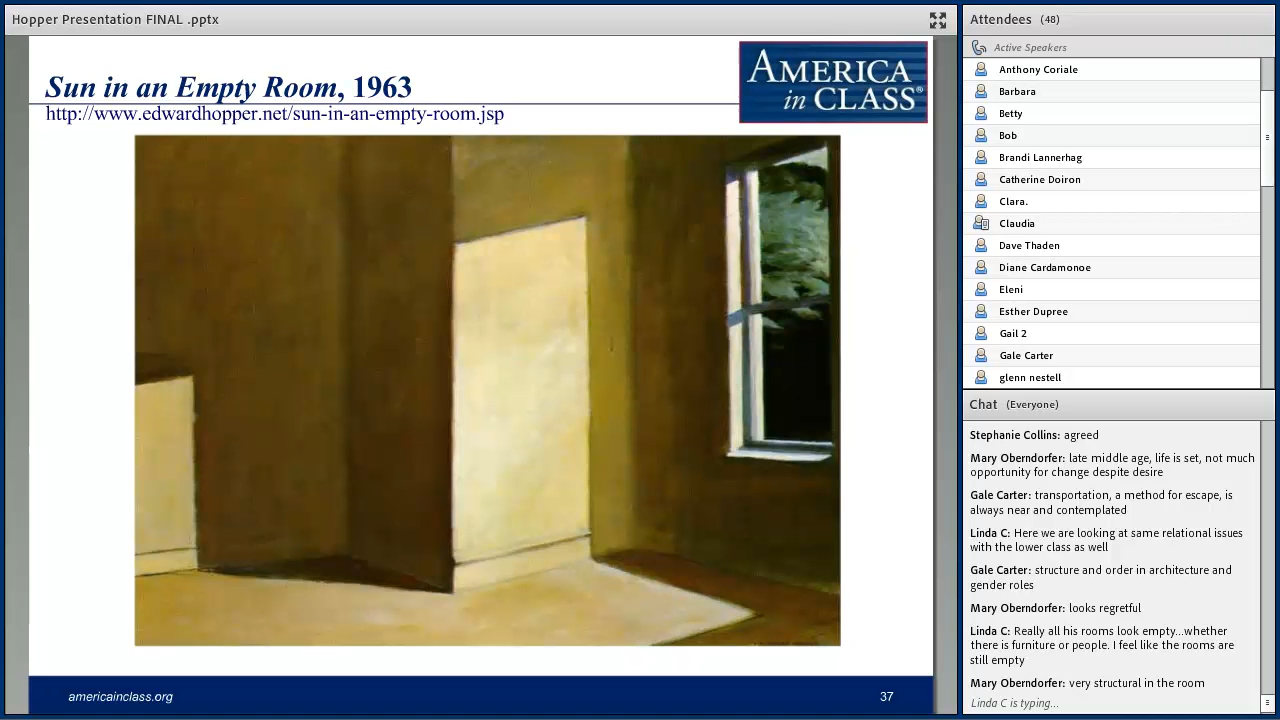 Hopper Presentation FINAL .pptx
Sun in an Empty Room, 1963
http://www.edwardhopper.net/sun-in-an-empty-room.jsp
AMERICA
in CLASS®
americainclass.org
37
Attendees (48)
Active Speakers
Anthony Coriale
Barbara
Betty
Bob
Brandi Lannerhag
Catherine Doiron
Clara.
Claudia
Dave Thaden
Diane Cardamonoe
Eleni
Esther Dupree
Gail 2
Gale Carter
glenn nestell
Chat (Everyone)
Stephanie Collins: agreed
Mary Oberndorfer: late middle age, life is set, not much
opportunity for change despite desire
Gale Carter: transportation, a method for escape, is
always near and contemplated
Linda C: Here we are looking at same relational issues
with the lower class as well
Gale Carter: structure and order in architecture and
gender roles
Mary Oberndorfer: looks regretful
Linda C: Really all his rooms look empty...whether
there is furniture or people. I feel like the rooms are
still empty
Mary Oberndorfer: very structural in the room
Linda C is typing...